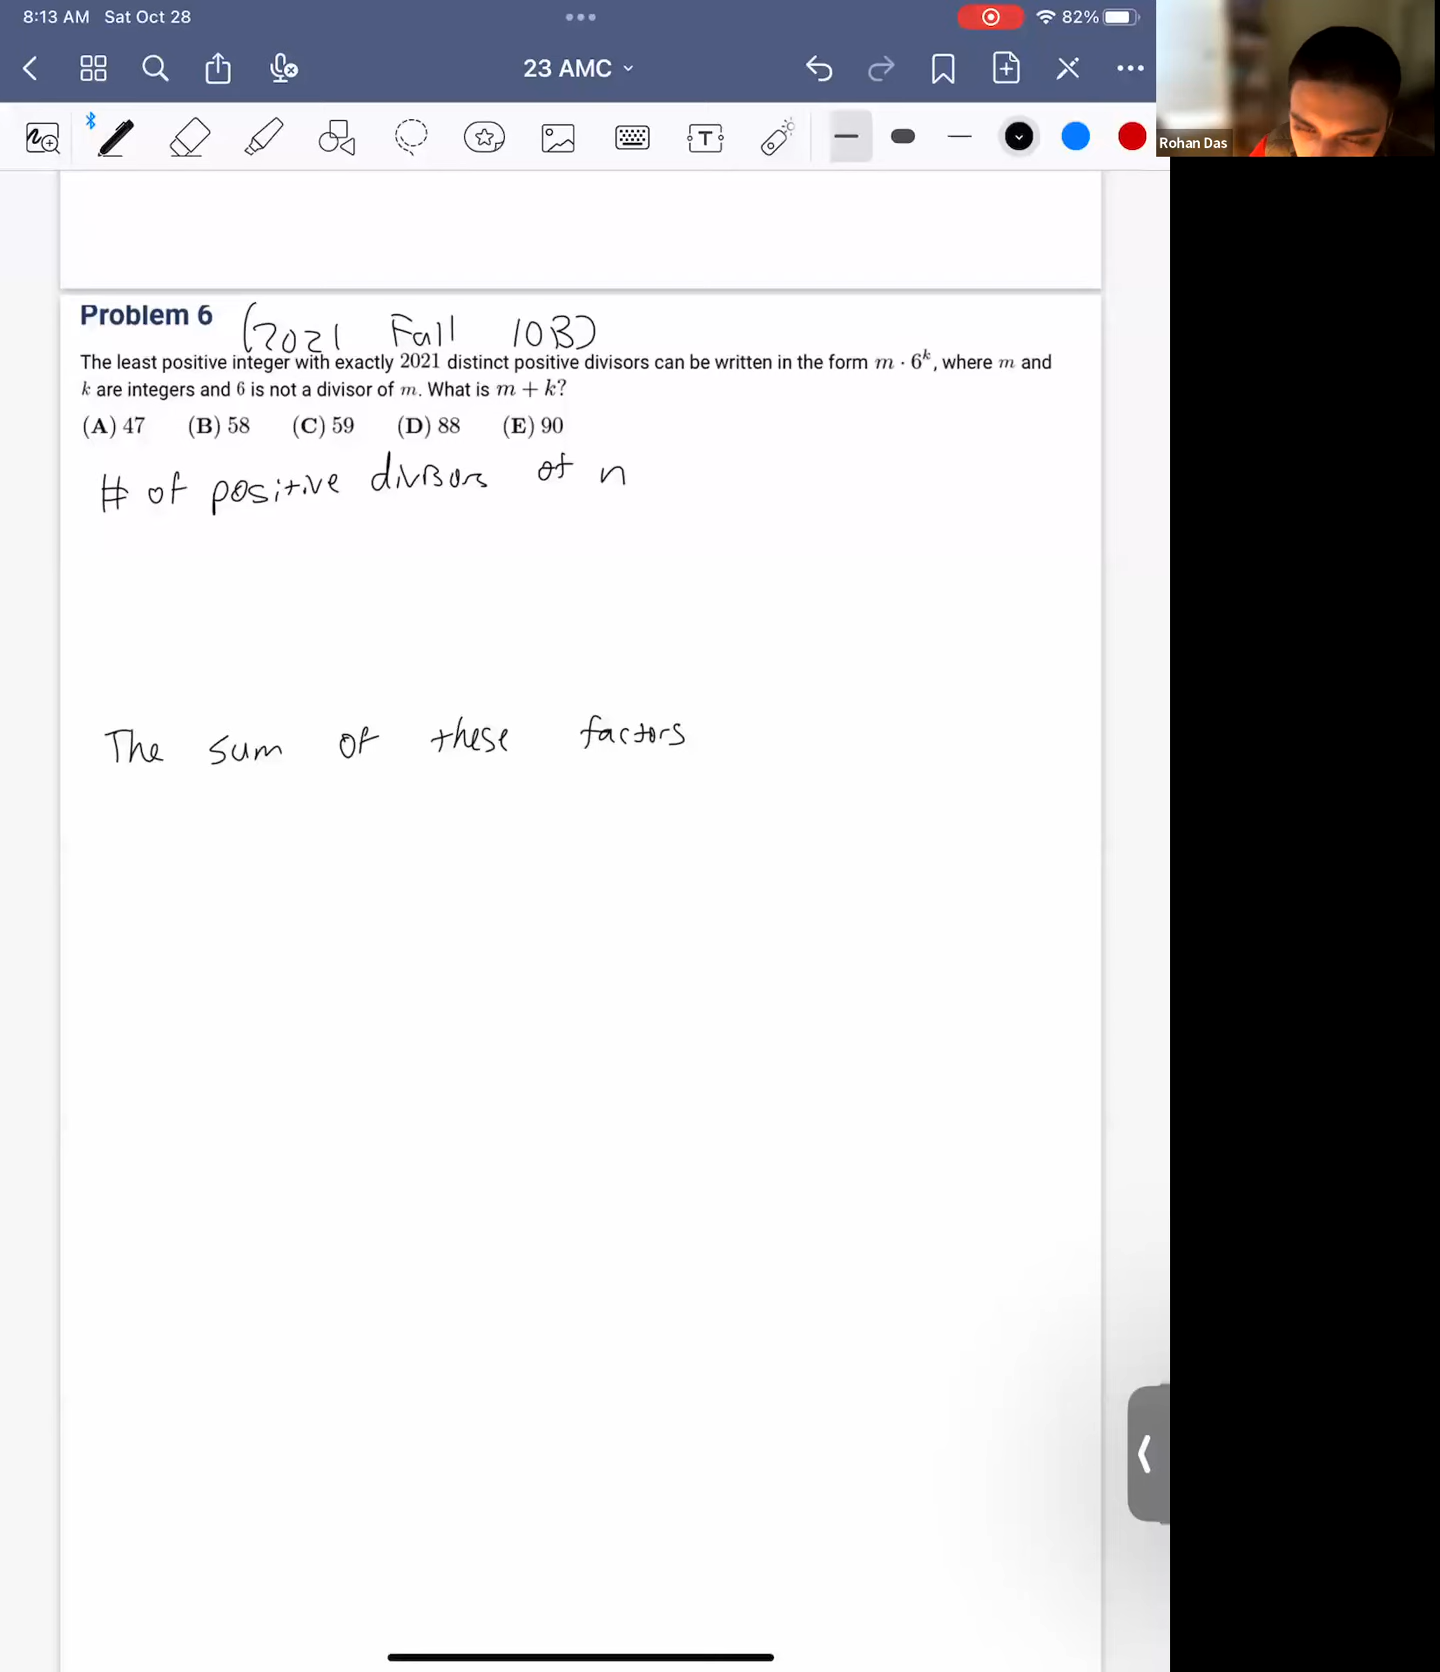 8:13 AM Sat Oct 28
82%
23 AMC
T
Rohan Das
Problem 6 (2021 Fall 10B)
The least positive integer with exactly 2021 distinct positive divisors can be written in the form m · 6^k, where m and
k are integers and 6 is not a divisor of m. What is m + k?
(A) 47 (B) 58 (C) 59 (D) 88 (E) 90
# of positive divisors of n
The sum of these factors